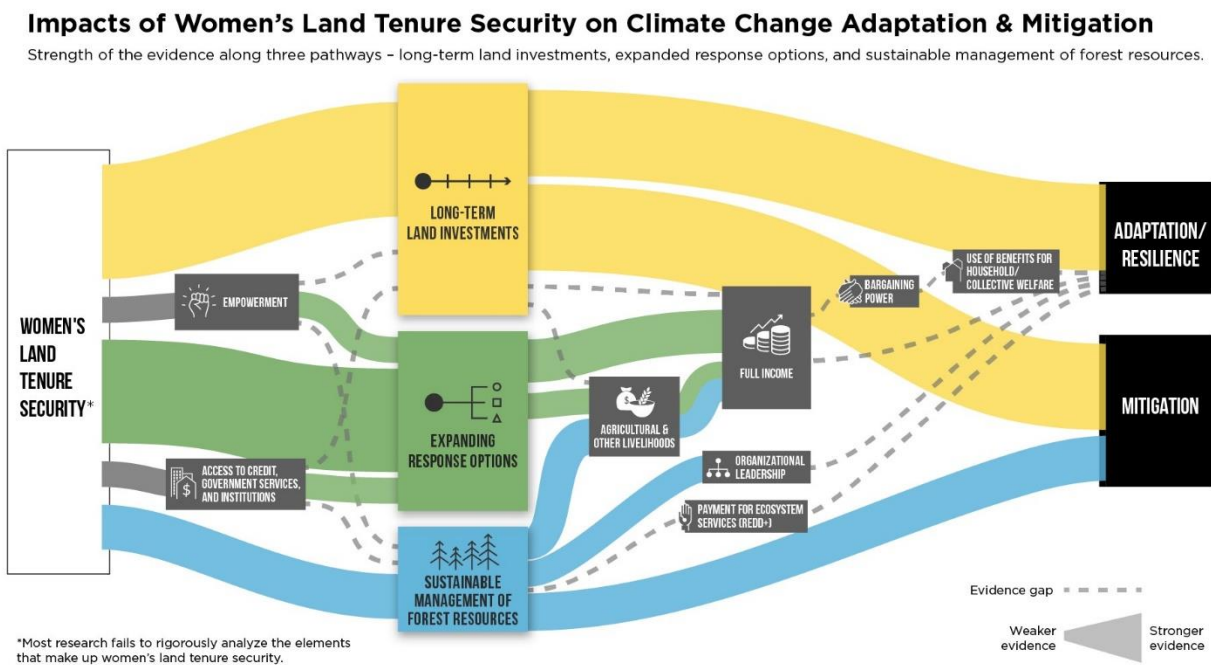 Impacts of Women's Land Tenure Security on Climate Change Adaptation & Mitigation
Strength of the evidence along three pathways – long-term land investments, expanded response options, and sustainable management of forest resources.
WOMEN'S
LAND
TENURE
SECURITY*
EMPOWERMENT
ACCESS TO CREDIT,
GOVERNMENT SERVICES,
AND INSTITUTIONS
$
LONG-TERM
LAND INVESTMENTS
EXPANDING
RESPONSE OPTIONS
SUSTAINABLE
MANAGEMENT OF
FOREST RESOURCES
$
AGRICULTURAL &
OTHER LIVELIHOODS
FULL INCOME
ORGANIZATIONAL
LEADERSHIP
PAYMENT FOR ECOSYSTEM
SERVICES (REDD+)
BARGAINING
POWER
USE OF BENEFITS FOR
HOUSEHOLD/
COLLECTIVE WELFARE
ADAPTATION/
RESILIENCE
MITIGATION
Evidence gap
Weaker
evidence
Stronger
evidence
*Most research fails to rigorously analyze the elements
that make up women's land tenure security.